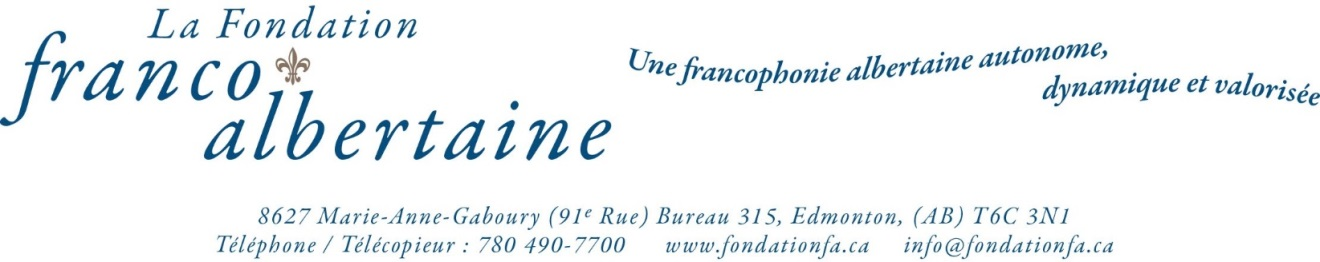 La Fondation
franco
albertaine
Une francophonie albertaine autonome,
dynamique et valorisée
8627 Marie-Anne-Gaboury (91e Rue) Bureau 315, Edmonton, (AB) T6C 3N1
Téléphone / Télécopieur : 780 490-7700 www.fondationfa.ca info@fondationfa.ca